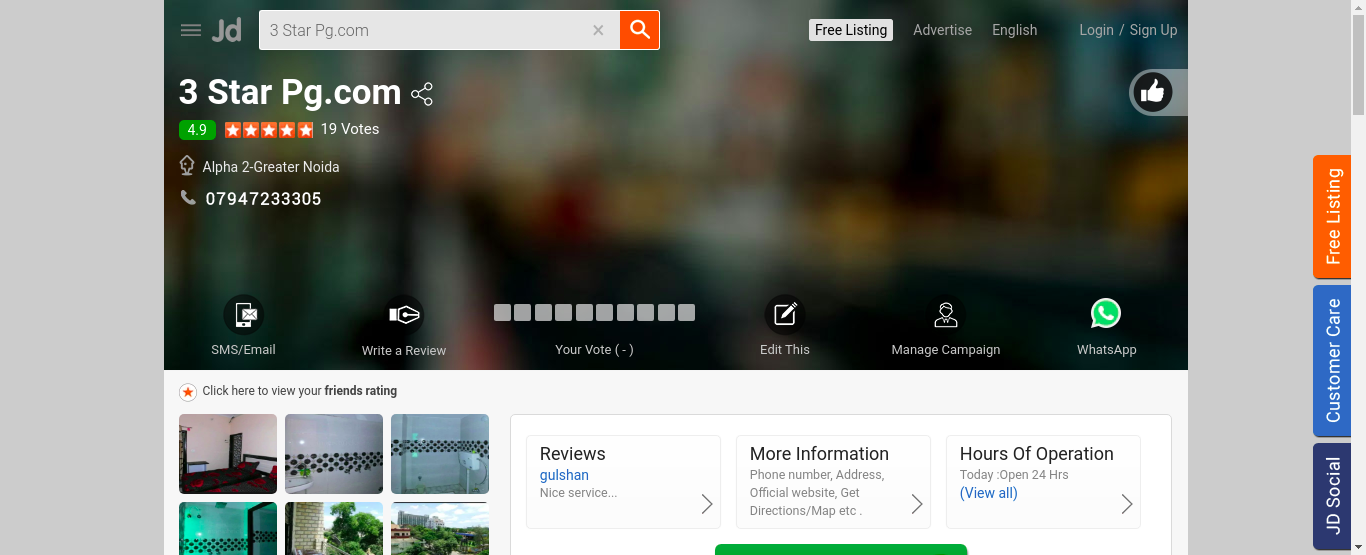 Jd
3 Star Pg.com
Free Listing
Advertise
English
Login / Sign Up
3 Star Pg.com
4.9
19 Votes
Alpha 2-Greater Noida
07947233305
SMS/Email
Write a Review
Your Vote ( - )
Edit This
Manage Campaign
WhatsApp
Click here to view your friends rating
Reviews
gulshan
Nice service...
More Information
Phone number, Address,
Official website, Get
Directions/Map etc .
Hours Of Operation
Today :Open 24 Hrs
(View all)
Free Listing
Customer Care
JD Social